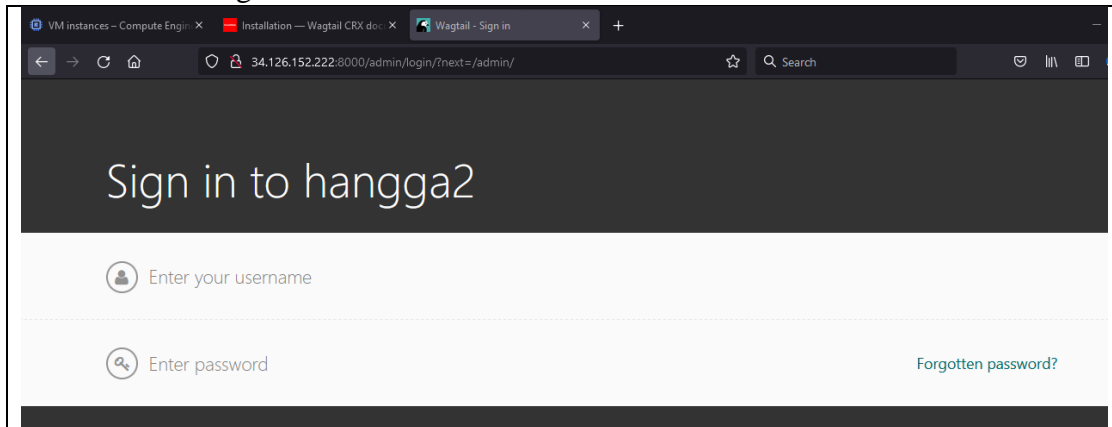 VM instances – Compute Engin
Installation — Wagtail CRX doc
Wagtail - Sign in
34.126.152.222:8000/admin/login/?next=/admin/
Search
Sign in to hangga2
Enter your username
Enter password
Forgotten password?